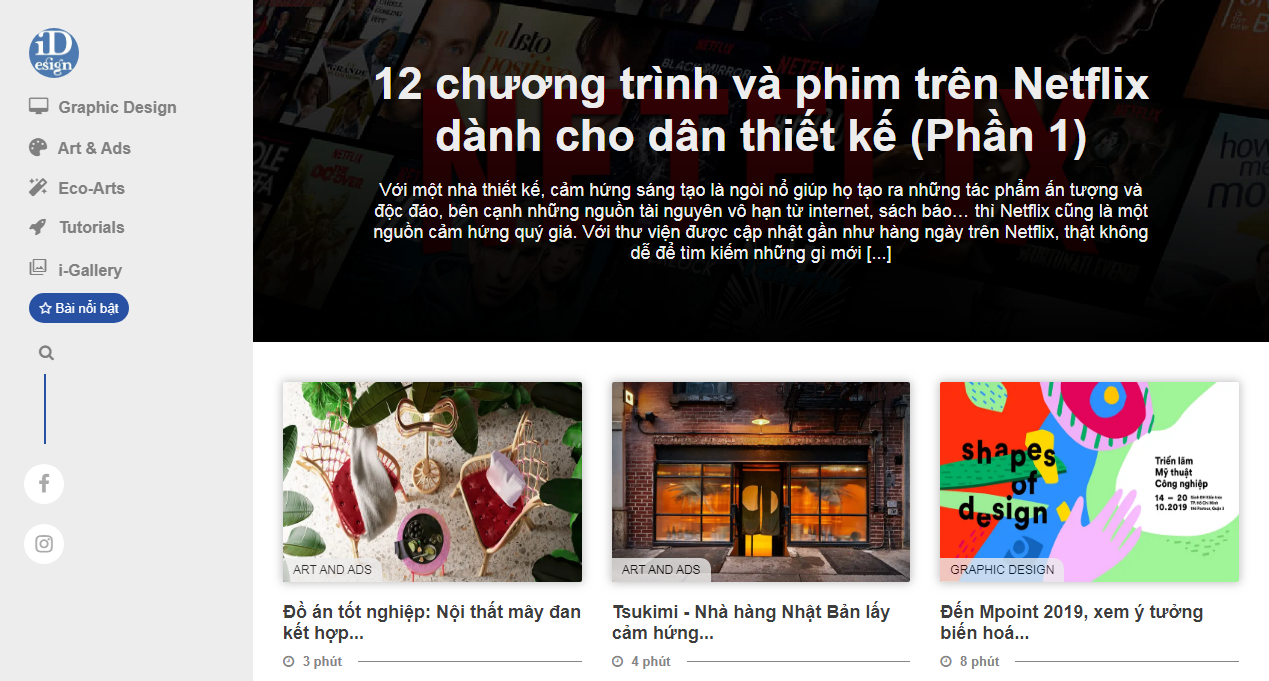 iD
esign
Graphic Design
Art & Ads
Eco-Arts
Tutorials
i-Gallery
Bài nổi bật
12 chương trình và phim trên Netflix
dành cho dân thiết kế (Phần 1)
Với một nhà thiết kế, cảm hứng sáng tạo là ngòi nổ giúp họ tạo ra những tác phẩm ấn tượng và
độc đáo, bên cạnh những nguồn tài nguyên vô hạn từ internet, sách báo… thì Netflix cũng là một
nguồn cảm hứng quý giá. Với thư viện được cập nhật gần như hàng ngày trên Netflix, thật không
dễ để tìm kiếm những gì mới [...]
NETFLIX
BLACK MIRROR
shapes
of
design
Triển lãm
Mỹ thuật
Công nghiệp
14 — 20
10.2019
ART AND ADS
ART AND ADS
GRAPHIC DESIGN
Đồ án tốt nghiệp: Nội thất mây đan
kết hợp...
Tsukimi - Nhà hàng Nhật Bản lấy
cảm hứng...
Đến Mpoint 2019, xem ý tưởng
biến hoá...
3 phút
4 phút
8 phút